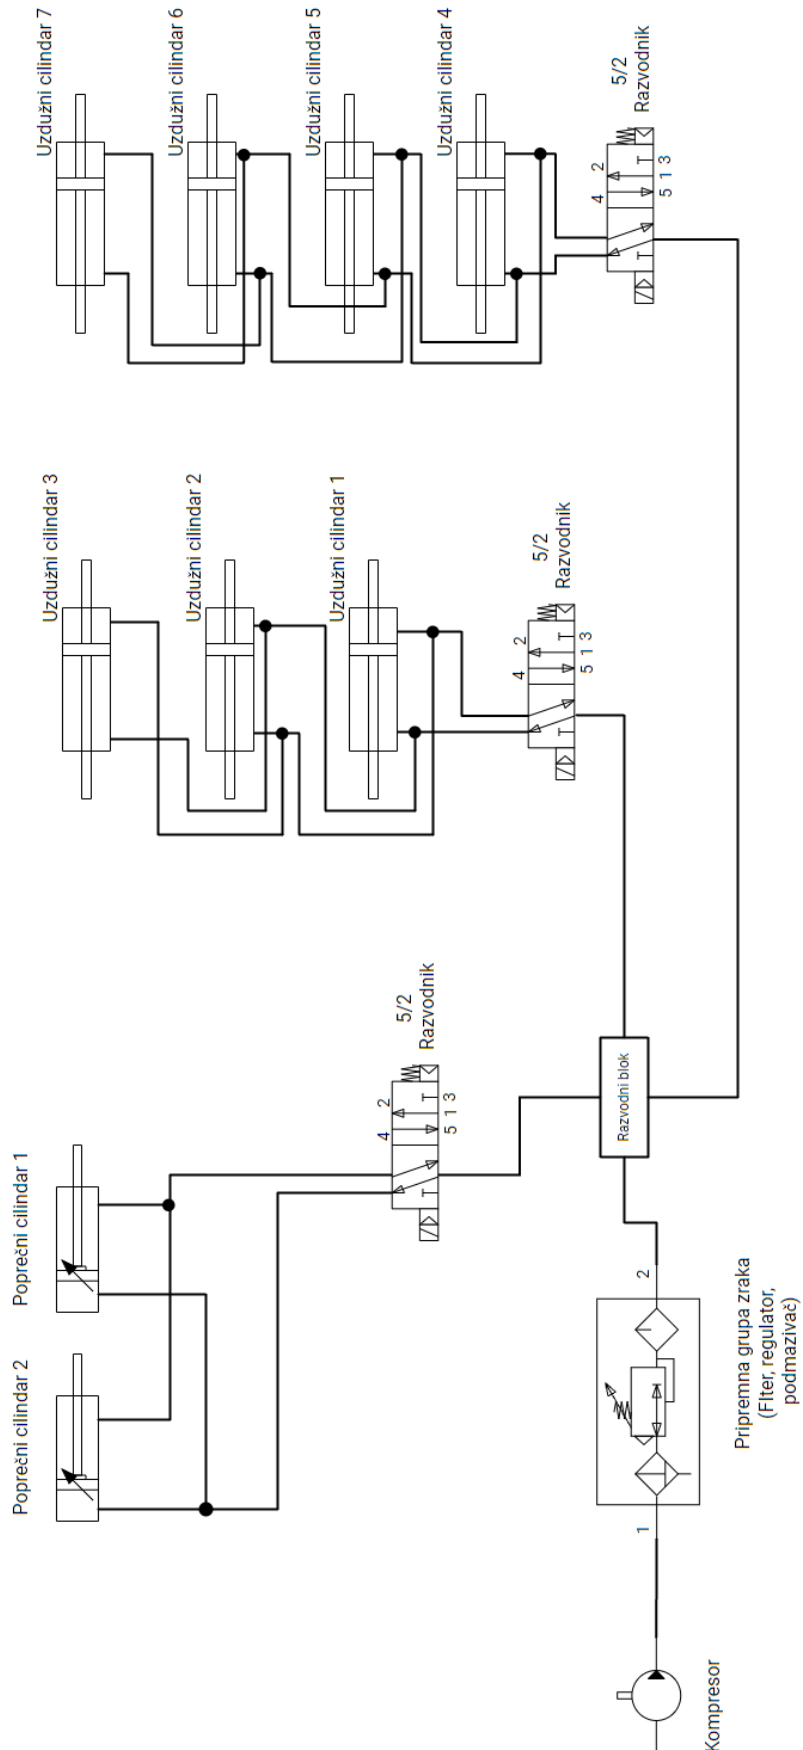 Uzdužni cilindar 7
Uzdužni cilindar 6
Uzdužni cilindar 5
Uzdužni cilindar 4
5/2
Razvodnik
4 2
5 1 3
Uzdužni cilindar 3
Uzdužni cilindar 2
Uzdužni cilindar 1
5/2
Razvodnik
4 2
5 1 3
Poprečni cilindar 2
Poprečni cilindar 1
5/2
Razvodnik
4 2
5 1 3
Razvodni blok
1
2
Pripremna grupa zraka
(FIter, regulator,
podmazivač)
Kompresor